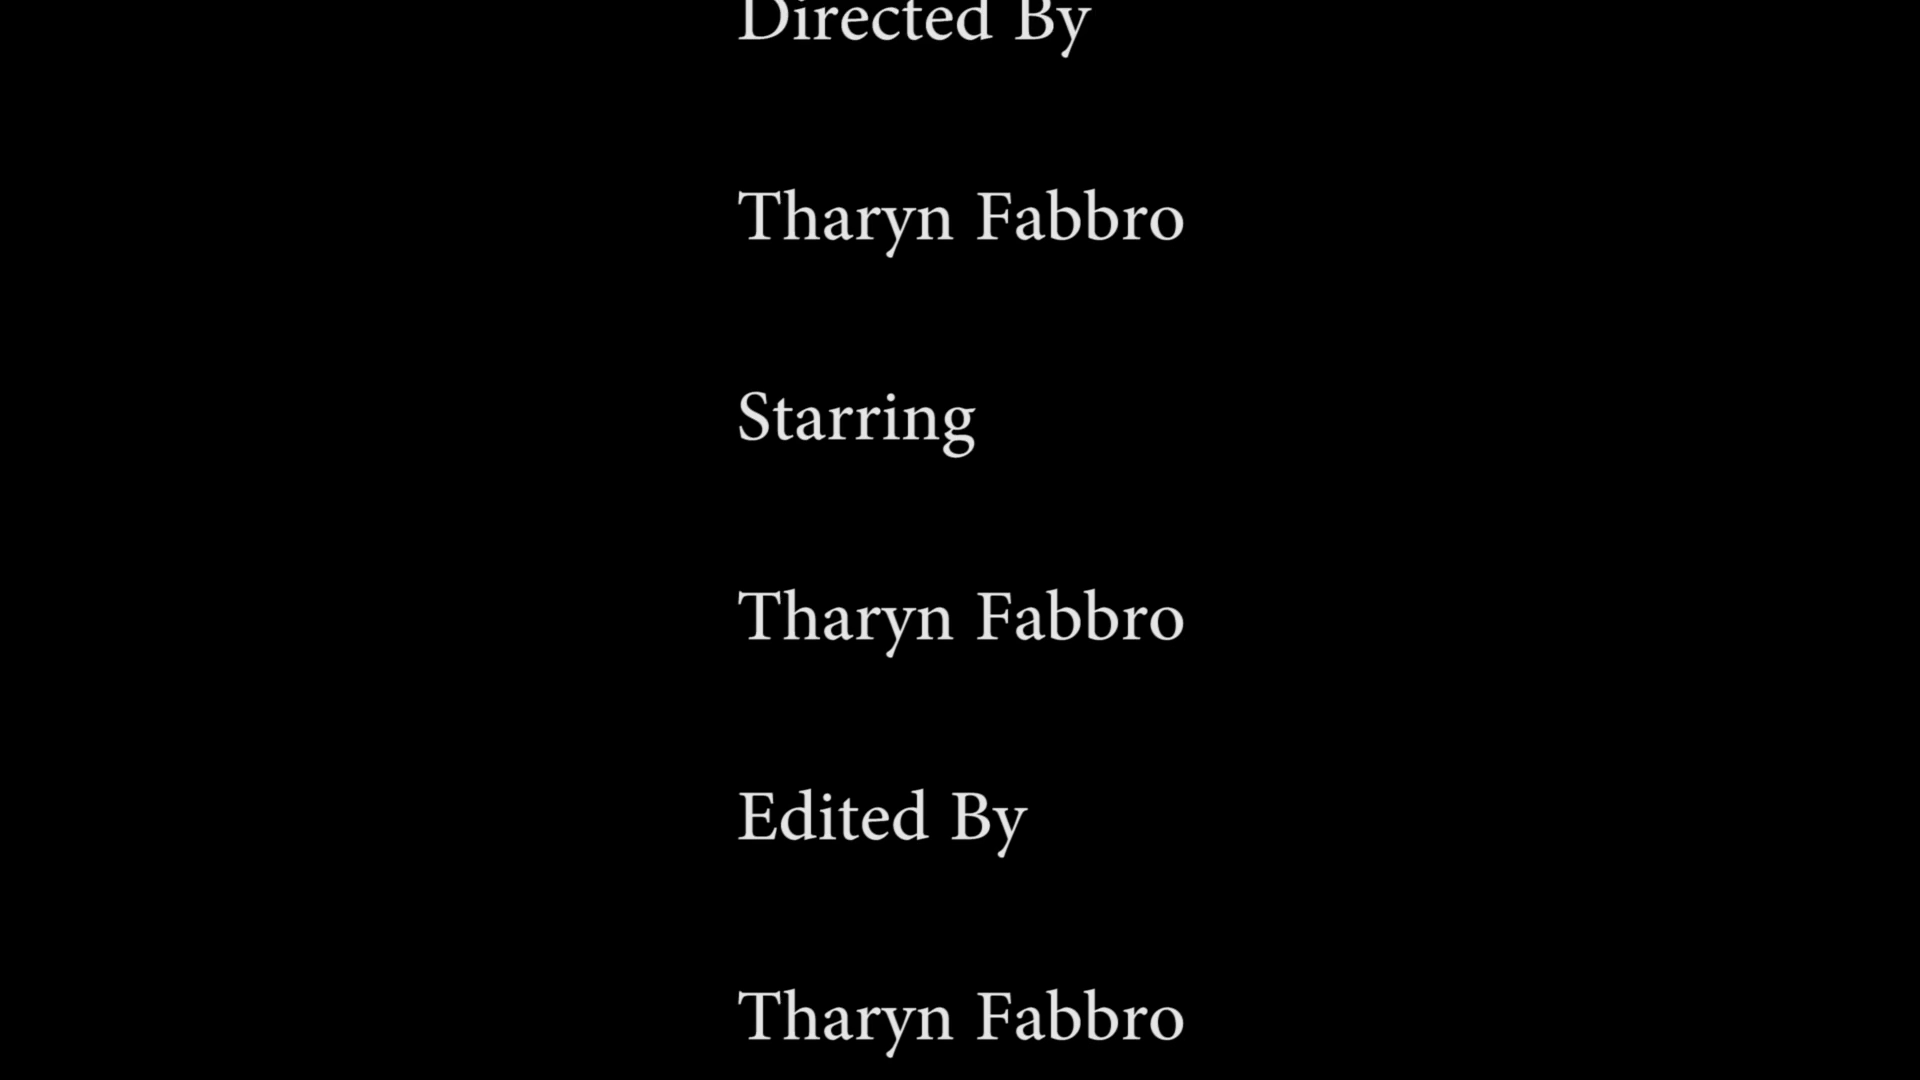 Directed By
Tharyn Fabbro
Starring
Tharyn Fabbro
Edited By
Tharyn Fabbro